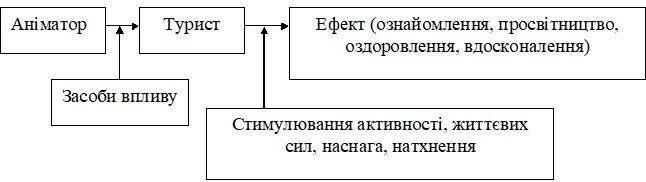 Аніматор
Турист
Ефект (ознайомлення, просвітництво,
оздоровлення, вдосконалення)
Засоби впливу
Стимулювання активності, життєвих
сил, наснага, натхнення